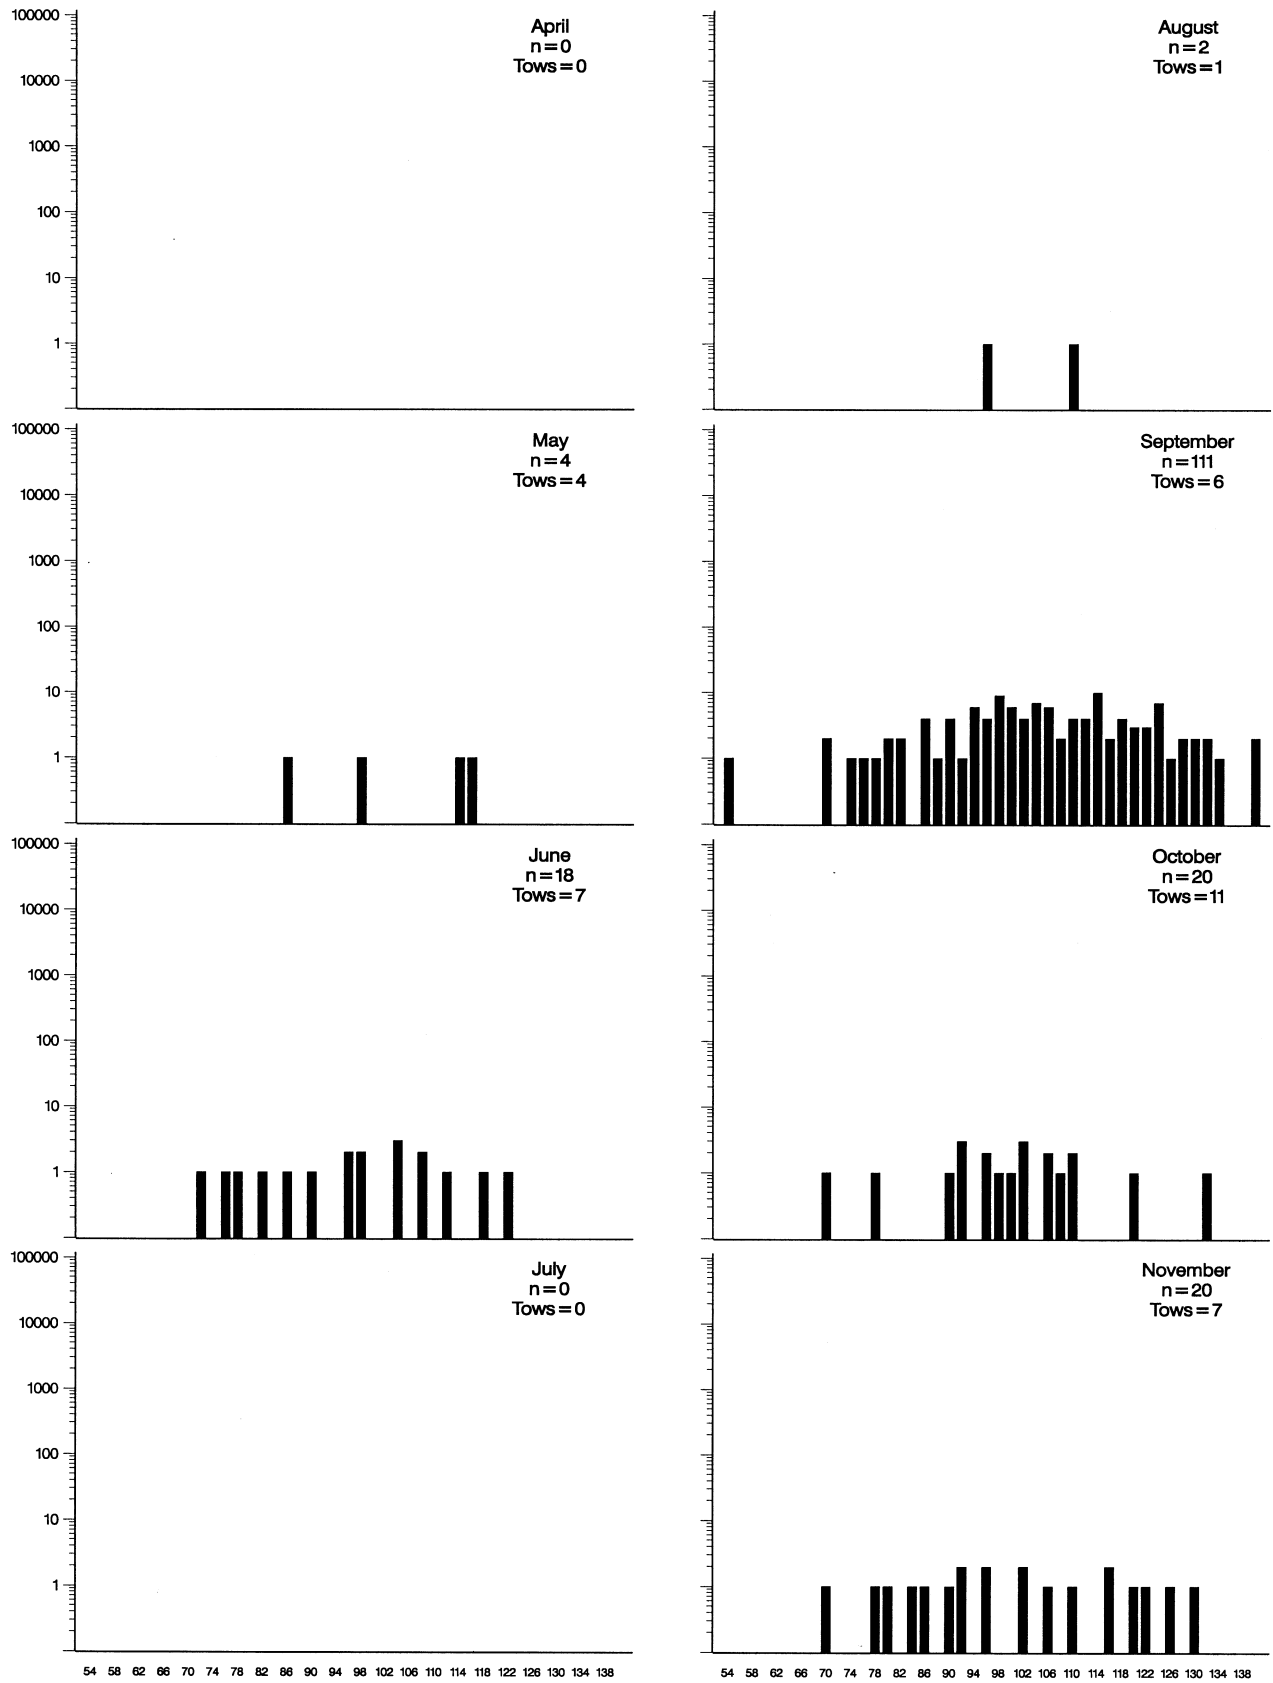 100000
10000
1000
100
10
1
April
n=0
Tows=0
August
n=2
Tows=1
100000
10000
1000
100
10
1
May
n=4
Tows=4
September
n=111
Tows=6
100000
10000
1000
100
10
1
June
n=18
Tows=7
October
n=20
Tows=11
100000
10000
1000
100
10
1
July
n=0
Tows=0
November
n=20
Tows=7
54 58 62 66 70 74 78 82 86 90 94 98 102 106 110 114 118 122 126 130 134 138
54 58 62 66 70 74 78 82 86 90 94 98 102 106 110 114 118 122 126 130 134 138